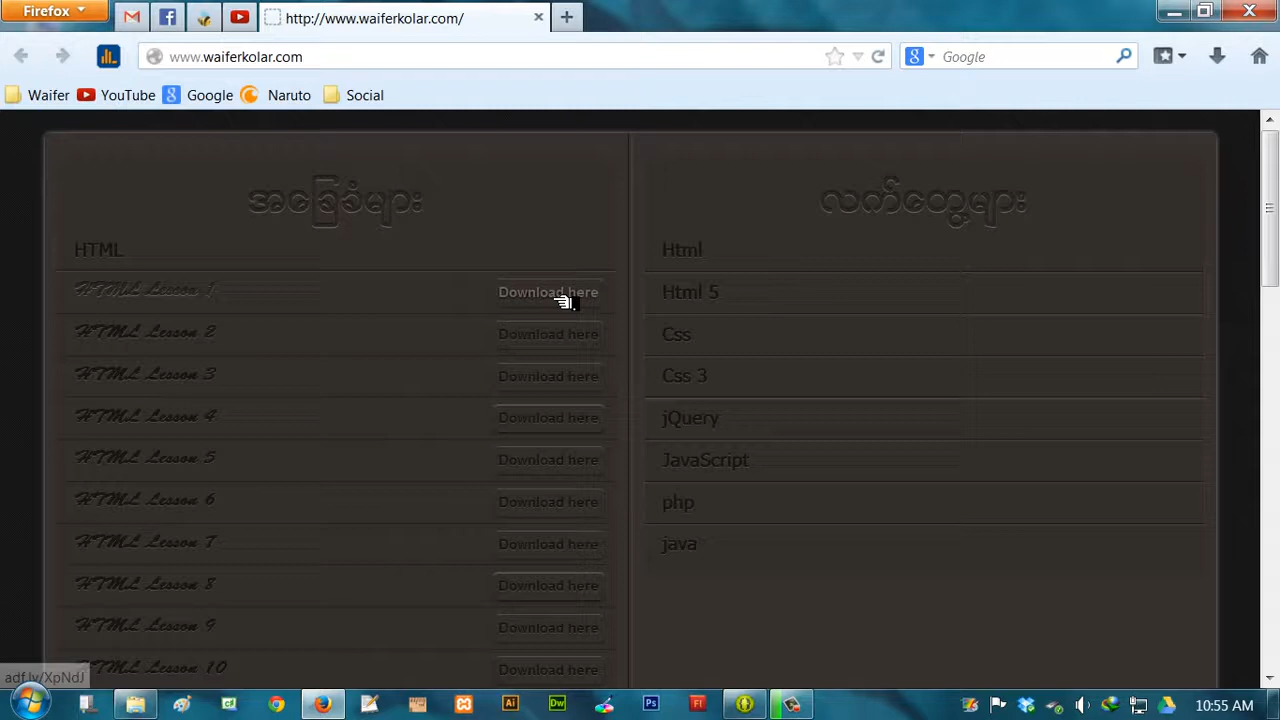 Firefox
http://www.waiferkolar.com/
www.waiferkolar.com
Google
Waifer YouTube Google Naruto Social
အခြေခံများ
HTML
HTML Lesson 1 Download here
HTML Lesson 2 Download here
HTML Lesson 3 Download here
HTML Lesson 4 Download here
HTML Lesson 5 Download here
HTML Lesson 6 Download here
HTML Lesson 7 Download here
HTML Lesson 8 Download here
HTML Lesson 9 Download here
HTML Lesson 10 Download here
လက်တွေ့များ
Html
Html 5
Css
Css 3
jQuery
JavaScript
php
java
adf.ly/XpNdJ
10:55 AM